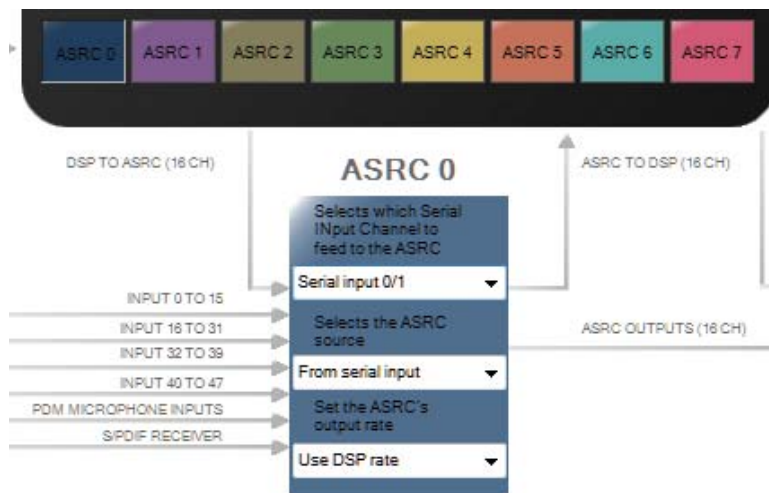 ASRC 0 ASRC 1 ASRC 2 ASRC 3 ASRC 4 ASRC 5 ASRC 6 ASRC 7
DSP TO ASRC (16 CH)
ASRC TO DSP (16 CH)
ASRC 0
Selects which Serial
INput Channel to
feed to the ASRC
Serial input 0/1
INPUT 0 TO 15
INPUT 16 TO 31
INPUT 32 TO 39
INPUT 40 TO 47
PDM MICROPHONE INPUTS
S/PDIF RECEIVER
Selects the ASRC
source
From serial input
Set the ASRC's
output rate
Use DSP rate
ASRC OUTPUTS (16 CH)